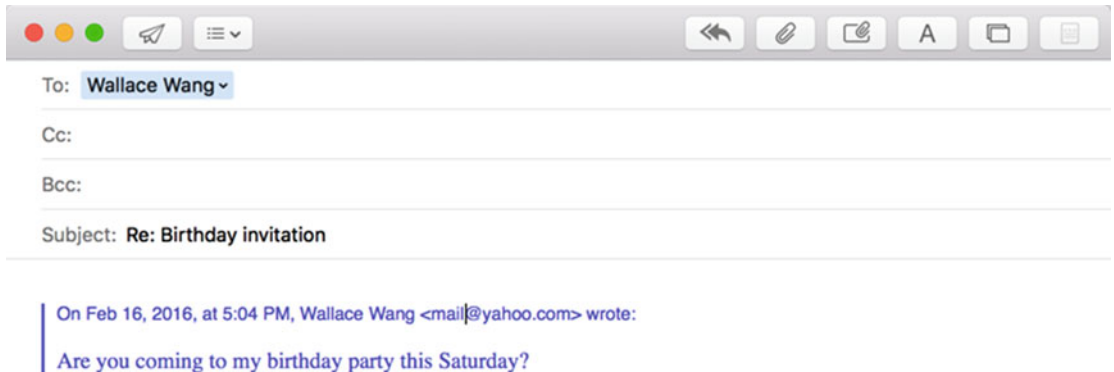 To: Wallace Wang
Cc:
Bcc:
Subject: Re: Birthday invitation
On Feb 16, 2016, at 5:04 PM, Wallace Wang <mail@yahoo.com> wrote:
Are you coming to my birthday party this Saturday?